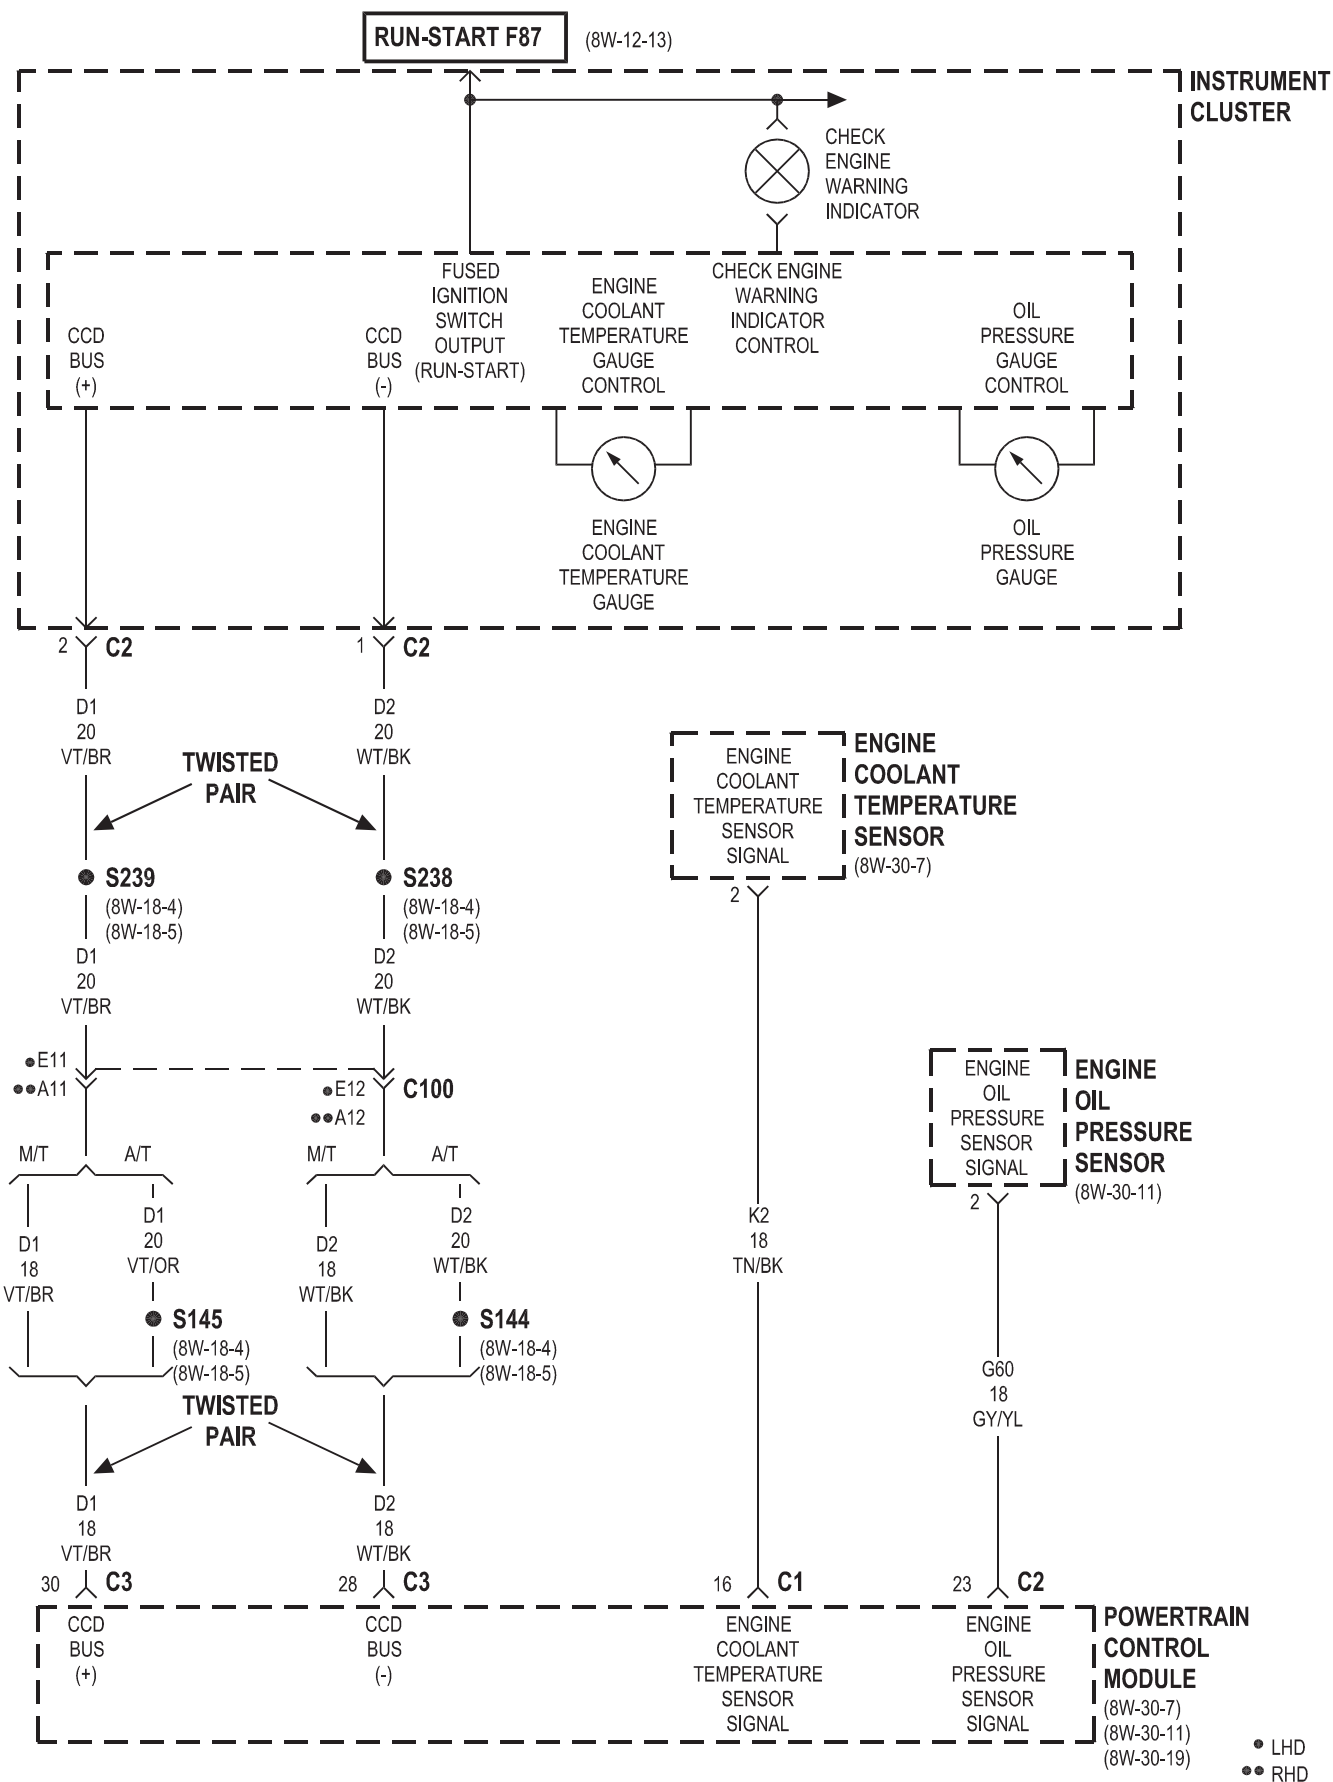 RUN-START F87
(8W-12-13)
INSTRUMENT
CLUSTER
CHECK
ENGINE
WARNING
INDICATOR
CCD
BUS
(+)
CCD
BUS
(-)
FUSED
IGNITION
SWITCH
OUTPUT
(RUN-START)
ENGINE
COOLANT
TEMPERATURE
GAUGE
CONTROL
CHECK ENGINE
WARNING
INDICATOR
CONTROL
OIL
PRESSURE
GAUGE
CONTROL
ENGINE
COOLANT
TEMPERATURE
GAUGE
OIL
PRESSURE
GAUGE
2
C2
1
C2
D1
20
VT/BR
D2
20
WT/BK
TWISTED
PAIR
S239
(8W-18-4)
(8W-18-5)
S238
(8W-18-4)
(8W-18-5)
D1
20
VT/BR
D2
20
WT/BK
ENGINE
COOLANT
TEMPERATURE
SENSOR
SIGNAL
ENGINE
COOLANT
TEMPERATURE
SENSOR
(8W-30-7)
2
E11
A11
E12
A12
C100
ENGINE
OIL
PRESSURE
SENSOR
SIGNAL
ENGINE
OIL
PRESSURE
SENSOR
(8W-30-11)
2
M/T
A/T
M/T
A/T
D1
18
VT/BR
D1
20
VT/OR
D2
18
WT/BK
D2
20
WT/BK
K2
18
TN/BK
S145
(8W-18-4)
(8W-18-5)
S144
(8W-18-4)
(8W-18-5)
G60
18
GY/YL
TWISTED
PAIR
D1
18
VT/BR
D2
18
WT/BK
30
C3
28
C3
16
C1
23
C2
CCD
BUS
(+)
CCD
BUS
(-)
ENGINE
COOLANT
TEMPERATURE
SENSOR
SIGNAL
ENGINE
OIL
PRESSURE
SENSOR
SIGNAL
POWERTRAIN
CONTROL
MODULE
(8W-30-7)
(8W-30-11)
(8W-30-19)
LHD
RHD